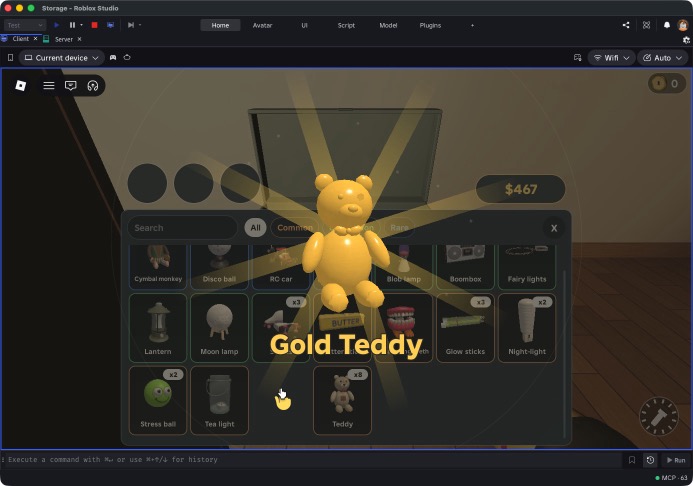 Storage - Roblox Studio
Test
Home
Avatar
UI
Script
Model
Plugins
+
Client ×
Server ×
Current device
Wifi
Auto
0
$467
Search
All
Common
Rare
X
Cymbal monkey
Disco ball
RC car
Blob lamp
Boombox
Fairy lights
x3
x3
x2
Lantern
Moon lamp
BUTTER
Glow sticks
Night-light
Gold Teddy
x2
x8
Stress ball
Tea light
Teddy
Execute a command with ⌘↵ or use ⌘+↑/↓ for history
Run
MCP · 63